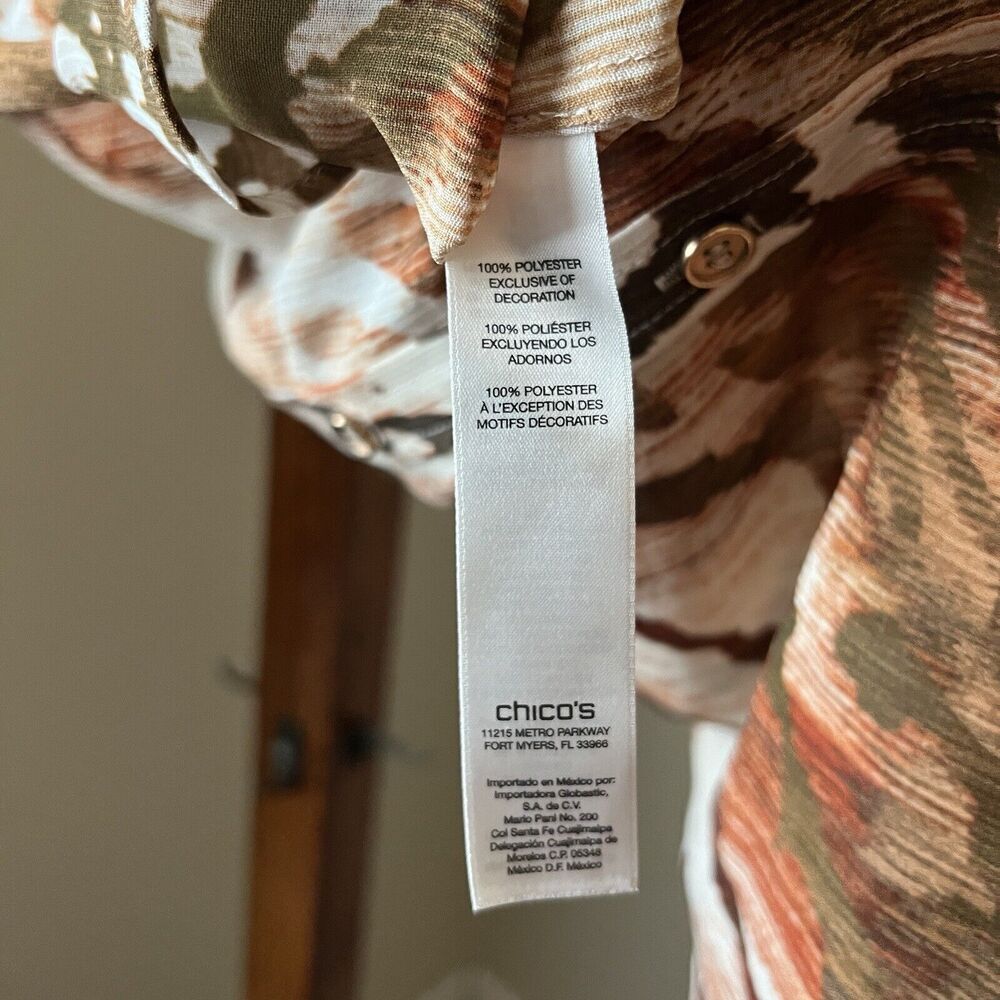 100% POLYESTER
EXCLUSIVE OF
DECORATION
100% POLIÉSTER
EXCLUYENDO LOS
ADORNOS
100% POLYESTER
À L'EXCEPTION DES
MOTIFS DÉCORATIFS
chico's
11215 METRO PARKWAY
FORT MYERS, FL 33966
Importado en México por:
Importadora Globastic,
S.A. de C.V.
Mario Pani No. 200
Col Santa Fe Cuajimalpa
Delegación Cuajimalpa de
Morelos C.P. 05348
México D.F. México